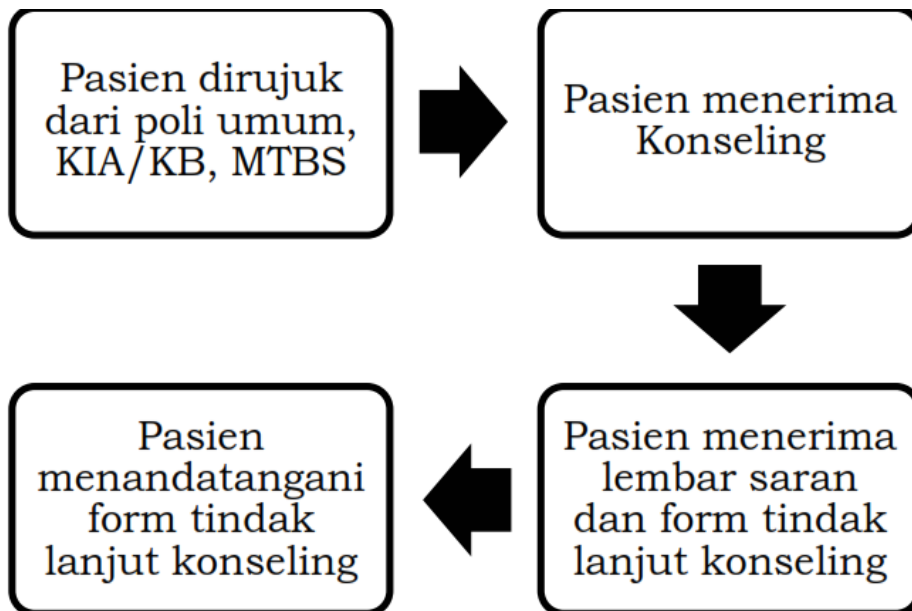 Pasien dirujuk
dari poli umum,
KIA/KB, MTBS
Pasien menerima
Konseling
Pasien menerima
lembar saran
dan form tindak
lanjut konseling
Pasien
menandatangani
form tindak
lanjut konseling